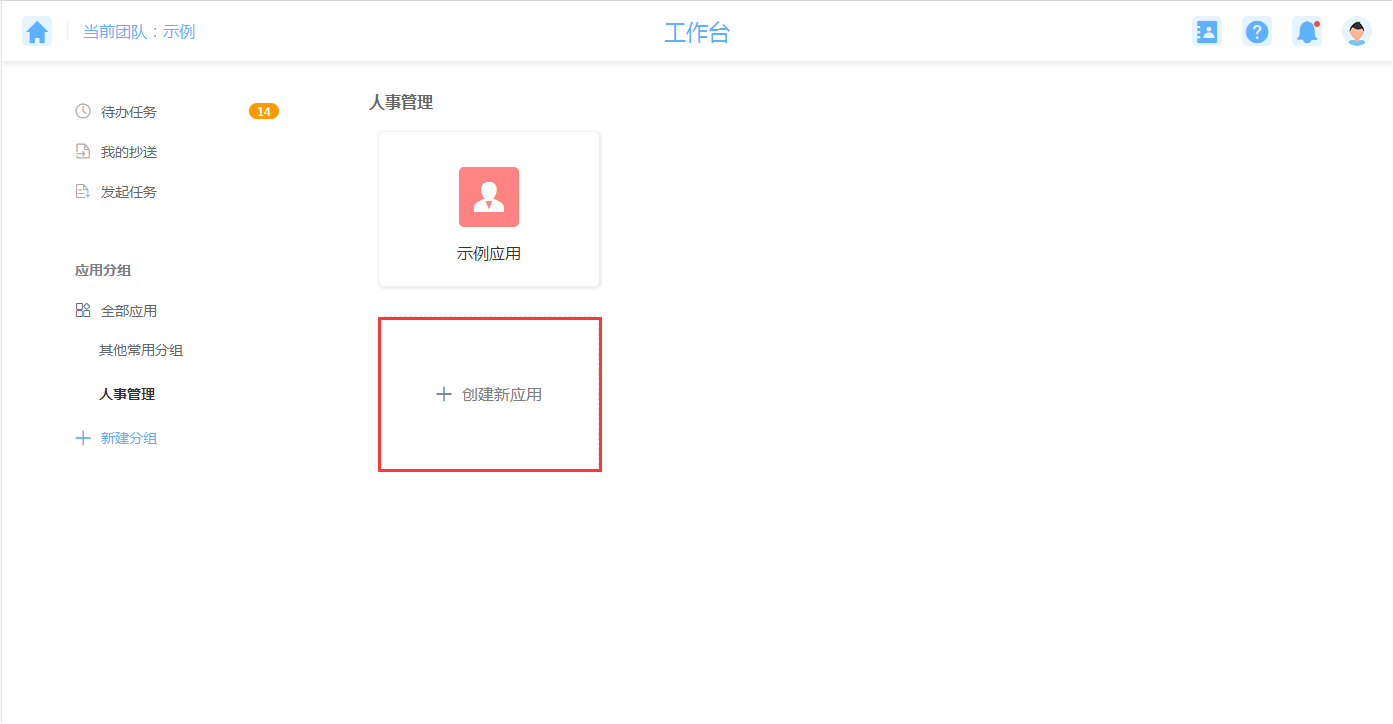 当前团队：示例
工作台
待办任务
14
我的抄送
发起任务
应用分组
全部应用
其他常用分组
人事管理
新建分组
人事管理
示例应用
创建新应用